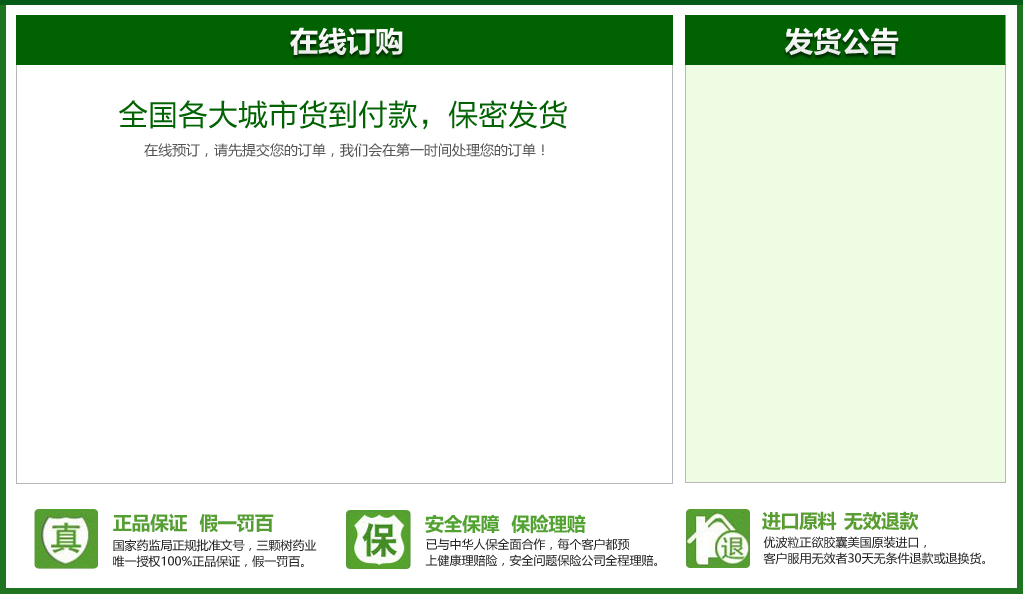 在线订购
发货公告
全国各大城市货到付款，保密发货
在线预订，请先提交您的订单，我们会在第一时间处理您的订单！
真
正品保证 假一罚百
国家药监局正规批准文号，三颗树药业
唯一授权100%正品保证，假一罚百。
保
安全保障 保险理赔
已与中华人保全面合作，每个客户都预
上健康理赔险，安全问题保险公司全程理赔。
退
进口原料 无效退款
优波粒正欲胶囊美国原装进口，
客户服用无效者30天无条件退款或退换货。